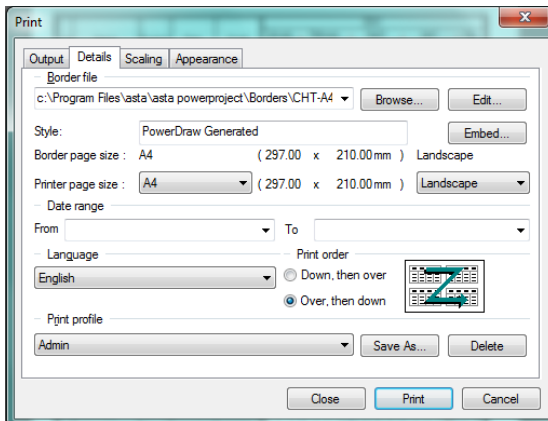 Print
Output Details Scaling Appearance
Border file
c:\Program Files\asta\asta powerproject\Borders\CHT-A4 Browse... Edit...
Style: PowerDraw Generated Embed...
Border page size : A4 ( 297.00 x 210.00 mm ) Landscape
Printer page size : A4 ( 297.00 x 210.00 mm ) Landscape
Date range
From To
Language Print order
English Down, then over
Over, then down
Print profile
Admin Save As... Delete
Close Print Cancel